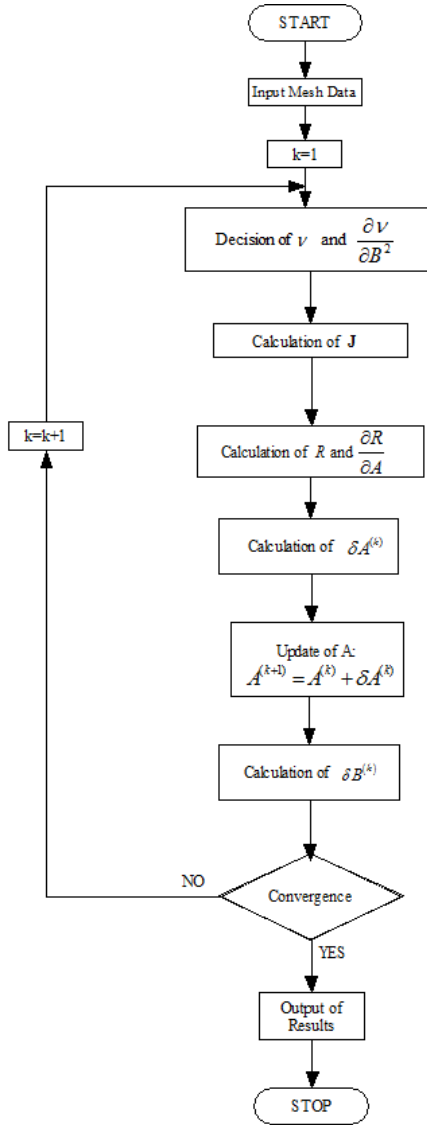 START
Input Mesh Data
k=1
Decision of ν and ∂ν/∂B²
Calculation of J
k=k+1
Calculation of R and ∂R/∂A
Calculation of δA⁽ᵏ⁾
Update of A:
A⁽ᵏ⁺¹⁾ = A⁽ᵏ⁾ + δA⁽ᵏ⁾
Calculation of δB⁽ᵏ⁾
NO
Convergence
YES
Output of
Results
STOP